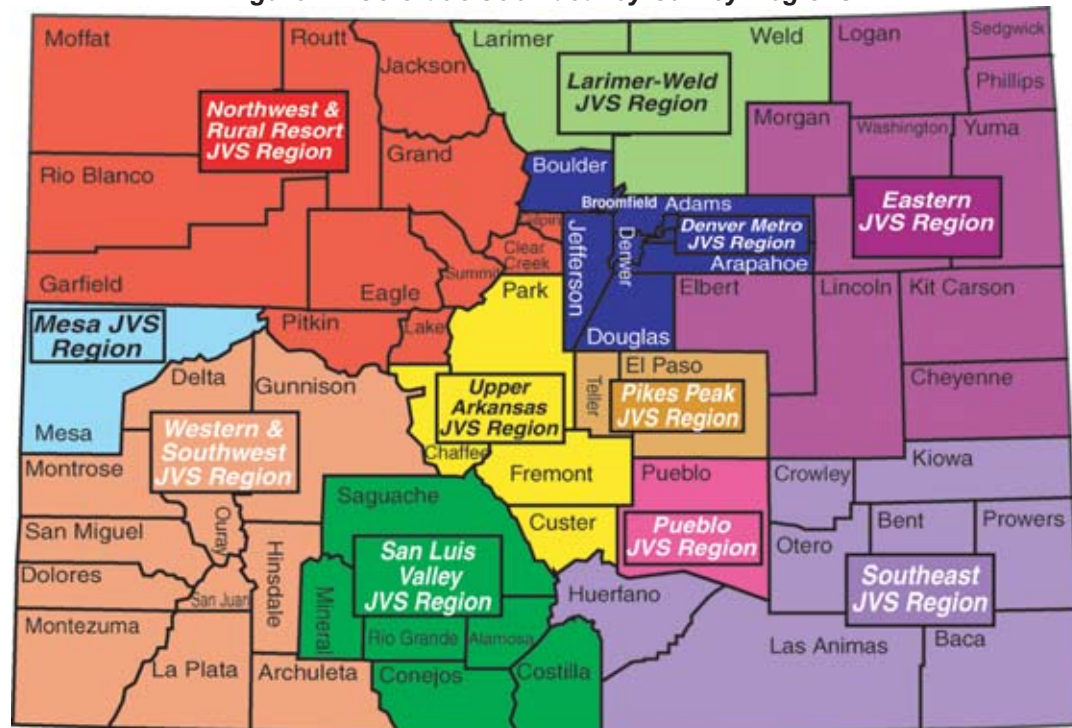 Moffat
Routt
Jackson
Larimer
Weld
Logan
Sedgwick
Phillips
Northwest &
Rural Resort
JVS Region
Larimer-Weld
JVS Region
Morgan
Washington
Yuma
Rio Blanco
Grand
Boulder
Broomfield
Adams
Eastern
JVS Region
Gilpin
Jefferson
Denver
Denver Metro
JVS Region
Clear
Creek
Arapahoe
Summit
Garfield
Eagle
Park
Elbert
Lincoln
Kit Carson
Mesa JVS
Region
Pitkin
Lake
Douglas
Delta
Gunnison
El Paso
Teller
Cheyenne
Upper
Arkansas
JVS Region
Pikes Peak
JVS Region
Mesa
Western &
Southwest
JVS Region
Chaffee
Kiowa
Montrose
Fremont
Pueblo
Crowley
Saguache
San Miguel
Ouray
Hinsdale
Custer
Pueblo
JVS Region
Otero
Bent
Prowers
San Luis
Valley
JVS Region
Dolores
San Juan
Mineral
Huerfano
Southeast
JVS Region
Montezuma
Rio Grande
Alamosa
Las Animas
Baca
La Plata
Archuleta
Conejos
Costilla